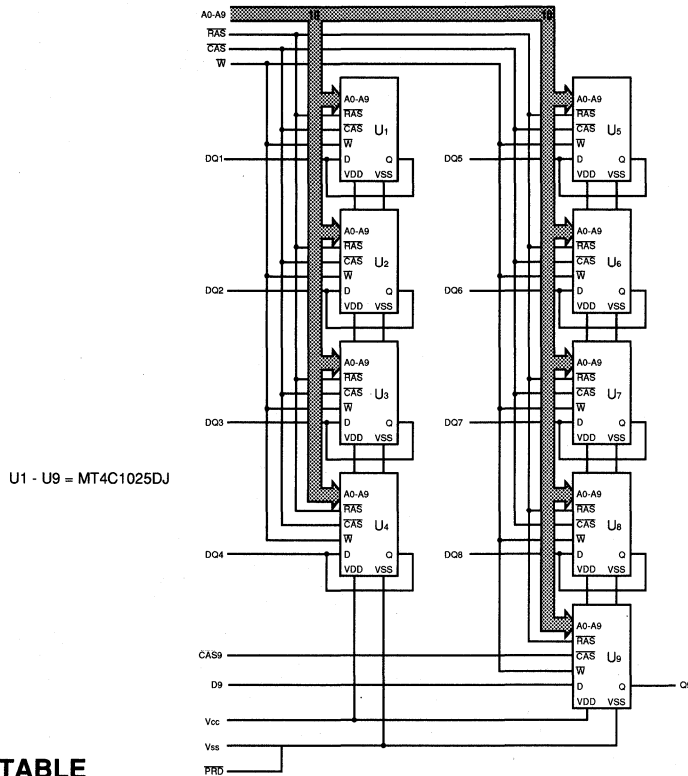 A0-A9
10
10
RAS
CAS
W
A0-A9
RAS
CAS
W
D
Q
VDD
VSS
U1
DQ1
A0-A9
RAS
CAS
W
D
Q
VDD
VSS
U2
DQ2
A0-A9
RAS
CAS
W
D
Q
VDD
VSS
U3
DQ3
U1 - U9 = MT4C1025DJ
A0-A9
RAS
CAS
W
D
Q
VDD
VSS
U4
DQ4
A0-A9
RAS
CAS
W
D
Q
VDD
VSS
U5
DQ5
A0-A9
RAS
CAS
W
D
Q
VDD
VSS
U6
DQ6
A0-A9
RAS
CAS
W
D
Q
VDD
VSS
U7
DQ7
A0-A9
RAS
CAS
W
D
Q
VDD
VSS
U8
DQ8
A0-A9
RAS
CAS
W
D
Q
VDD
VSS
U9
CAS9
D9
Vcc
Vss
PRD
TABLE